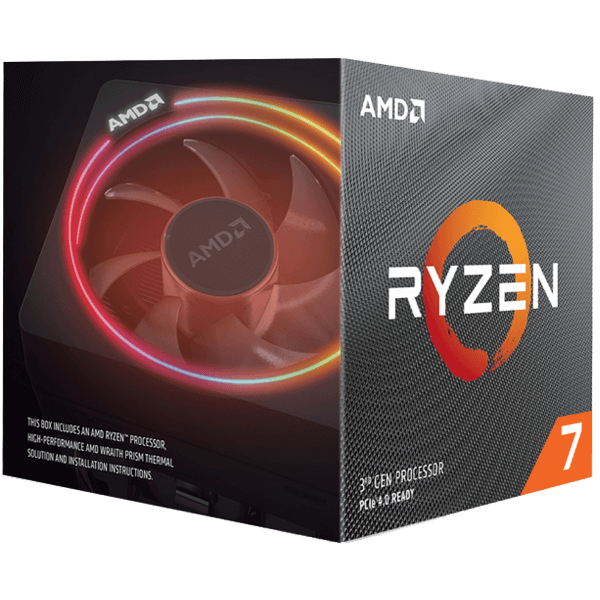 AMD
AMD
THIS BOX INCLUDES AN AMD RYZEN™ PROCESSOR,
HIGH-PERFORMANCE AMD WRAITH PRISM THERMAL
SOLUTION AND INSTALLATION INSTRUCTIONS.
AMD
RYZEN
7
3rd GEN PROCESSOR
PCIe 4.0 READY